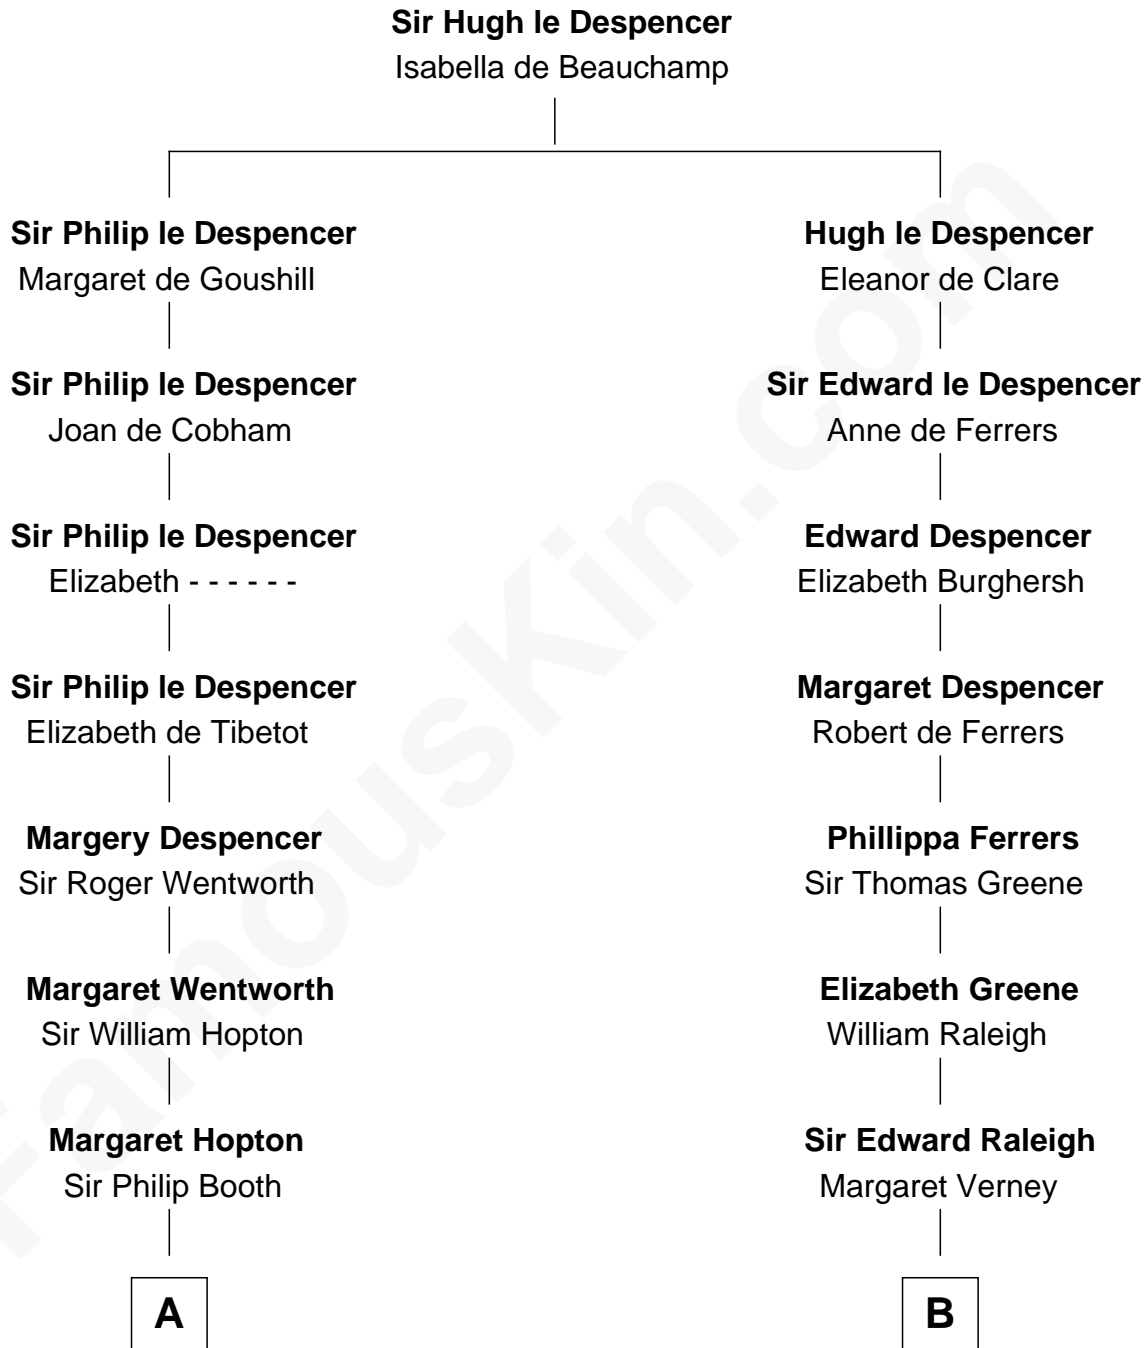 Sir Hugh le Despencer
Isabella de Beauchamp
Sir Philip le Despencer
Margaret de Goushill
Hugh le Despencer
Eleanor de Clare
Sir Philip le Despencer
Joan de Cobham
Sir Edward le Despencer
Anne de Ferrers
Sir Philip le Despencer
Elizabeth - - - - - -
Edward Despencer
Elizabeth Burghersh
Sir Philip le Despencer
Elizabeth de Tibetot
Margaret Despencer
Robert de Ferrers
Margery Despencer
Sir Roger Wentworth
Phillippa Ferrers
Sir Thomas Greene
Margaret Wentworth
Sir William Hopton
Elizabeth Greene
William Raleigh
Margaret Hopton
Sir Philip Booth
Sir Edward Raleigh
Margaret Verney
A
B
FamousKin.com